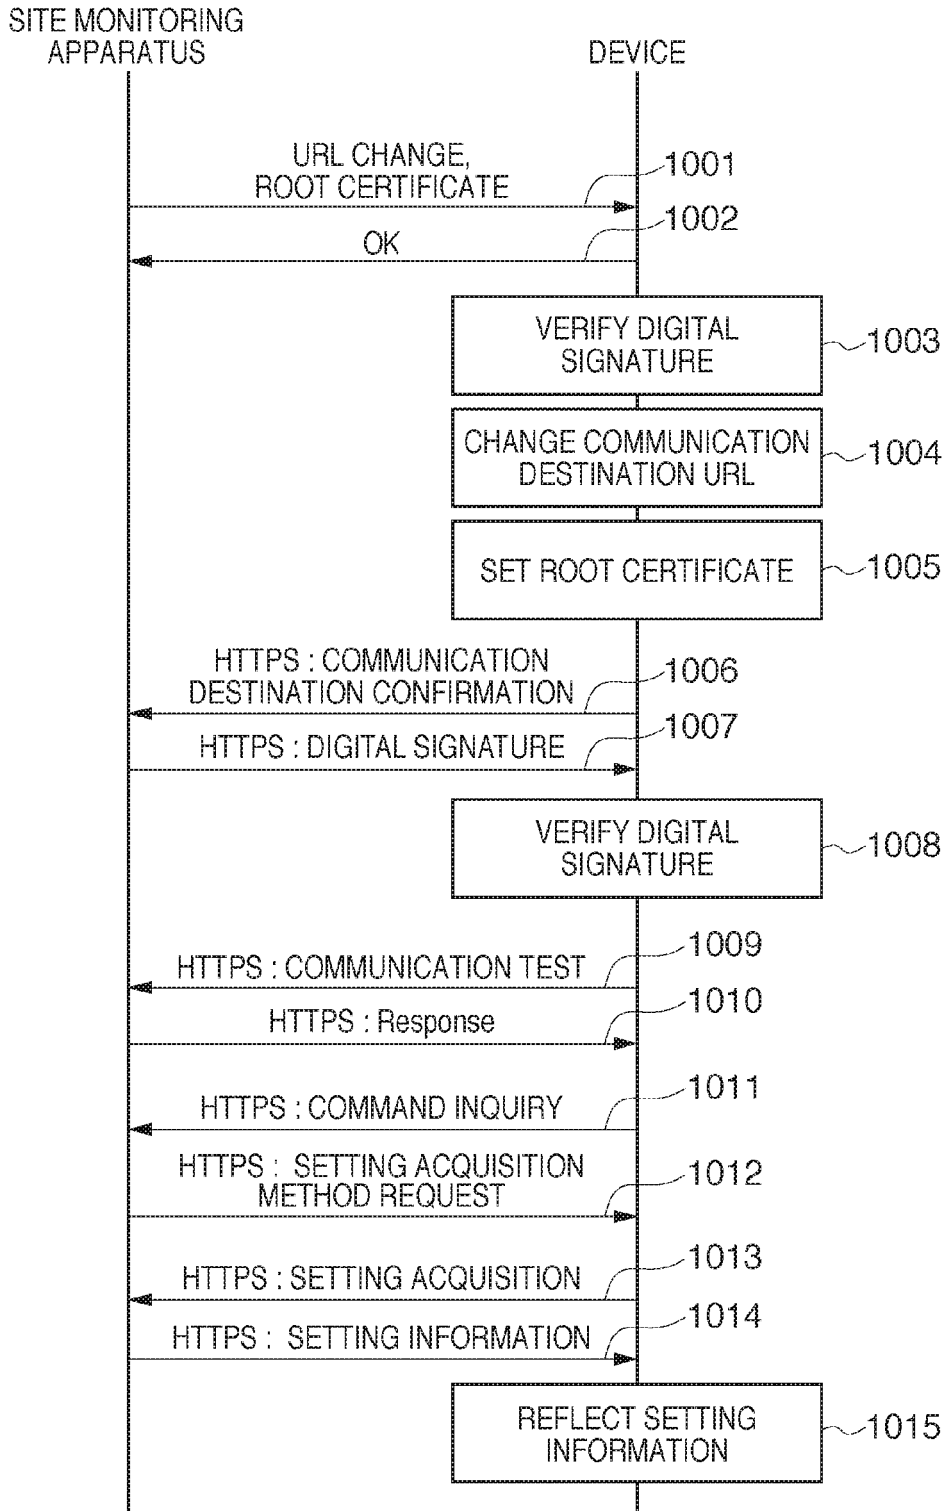 SITE MONITORING
APPARATUS
DEVICE
URL CHANGE,
ROOT CERTIFICATE
1001
OK
1002
VERIFY DIGITAL
SIGNATURE
1003
CHANGE COMMUNICATION
DESTINATION URL
1004
SET ROOT CERTIFICATE
1005
HTTPS : COMMUNICATION
DESTINATION CONFIRMATION
1006
HTTPS : DIGITAL SIGNATURE
1007
VERIFY DIGITAL
SIGNATURE
1008
HTTPS : COMMUNICATION TEST
1009
HTTPS : Response
1010
HTTPS : COMMAND INQUIRY
1011
HTTPS : SETTING ACQUISITION
METHOD REQUEST
1012
HTTPS : SETTING ACQUISITION
1013
HTTPS : SETTING INFORMATION
1014
REFLECT SETTING
INFORMATION
1015